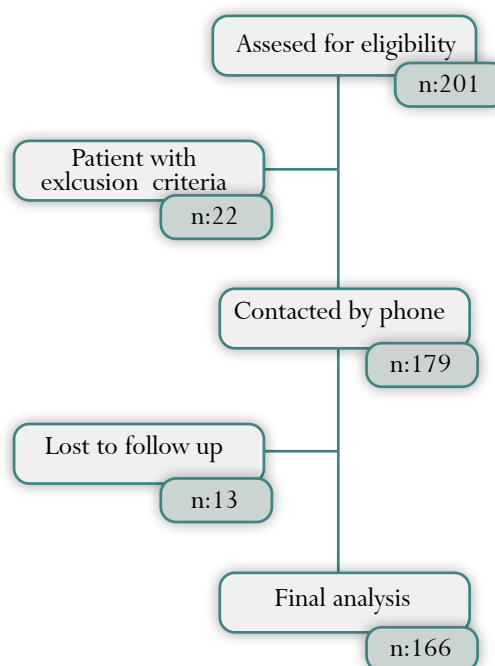 Assesed for eligibility
n:201
Patient with
exlcusion criteria
n:22
Contacted by phone
n:179
Lost to follow up
n:13
Final analysis
n:166